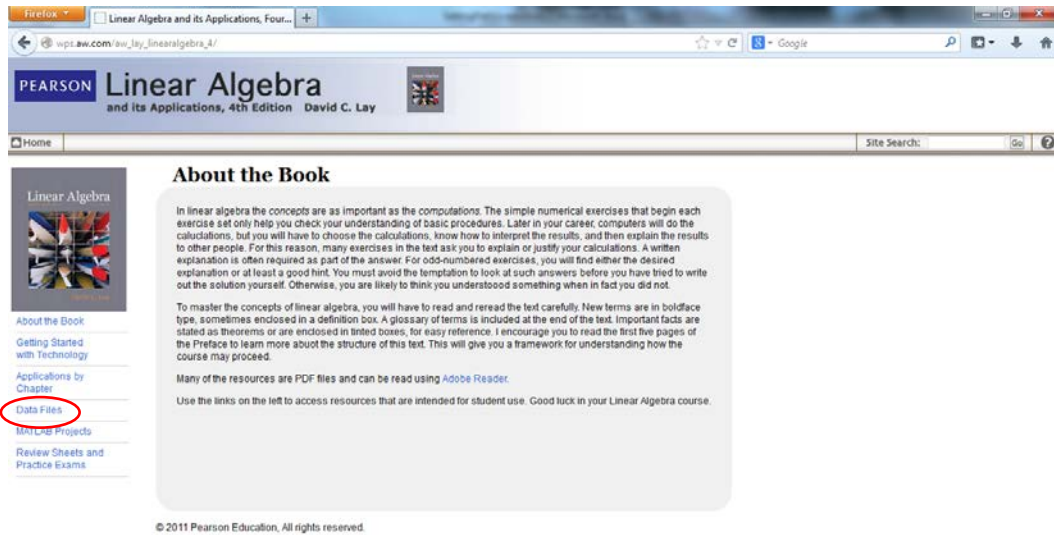 Firefox
Linear Algebra and its Applications, Four...
wps.aw.com/aw_lay_linearalgebra_4/
Google
PEARSON
Linear Algebra
and its Applications, 4th Edition David C. Lay
Home
Site Search:
Go
Linear Algebra
About the Book
Getting Started
with Technology
Applications by
Chapter
Data Files
MATLAB Projects
Review Sheets and
Practice Exams
About the Book
In linear algebra the concepts are as important as the computations. The simple numerical exercises that begin each
exercise set only help you check your understanding of basic procedures. Later in your career, computers will do the
caluclations, but you will have to choose the calculations, know how to interpret the results, and then explain the results
to other people. For this reason, many exercises in the text ask you to explain or justify your calculations. A written
explanation is often required as part of the answer. For odd-numbered exercises, you will find either the desired
explanation or at least a good hint. You must avoid the temptation to look at such answers before you have tried to write
out the solution yourself. Otherwise, you are likely to think you understoood something when in fact you did not.
To master the concepts of linear algebra, you will have to read and reread the text carefully. New terms are in boldface
type, sometimes enclosed in a definition box. A glossary of terms is included at the end of the text. Important facts are
stated as theorems or are enclosed in tinted boxes, for easy reference. I encourage you to read the first five pages of
the Preface to learn more abuot the structure of this text. This will give you a framework for understanding how the
course may proceed.
Many of the resources are PDF files and can be read using Adobe Reader.
Use the links on the left to access resources that are intended for student use. Good luck in your Linear Algebra course.
© 2011 Pearson Education, All rights reserved.